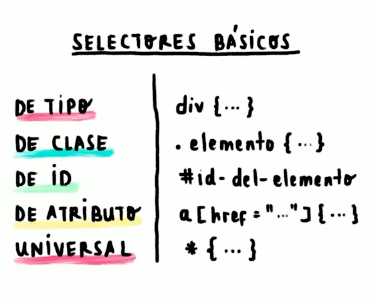 SELECTORES BÁSICOS
DE TIPO div {...}
DE CLASE . elemento {...}
DE ID #id-del-elemento
DE ATRIBUTO a[href="..."]{...}
UNIVERSAL * {...}